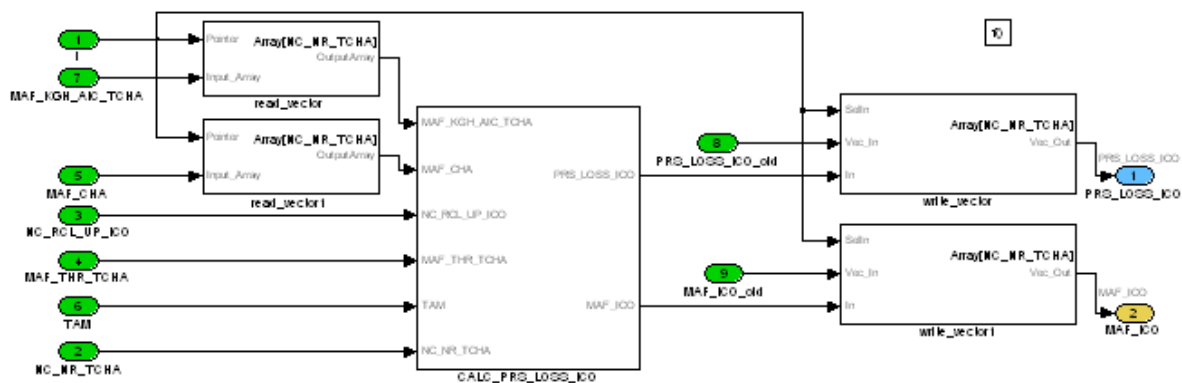 1
I
7
MAF_KGH_AIC_TCHA
Pointer
Array[NC_NR_TCHA]
OutputArray
Input_Array
read_vector
Pointer
Array[NC_NR_TCHA]
OutputArray
Input_Array
read_vector1
5
MAF_CHA
3
NC_RCL_UP_ICO
4
MAF_THR_TCHA
6
TAM
2
NC_NR_TCHA
MAF_KGH_AIC_TCHA
MAF_CHA
NC_RCL_UP_ICO
MAF_THR_TCHA
TAM
NC_NR_TCHA
PRS_LOSS_ICO
MAF_ICO
CALC_PRS_LOSS_ICO
8
PRS_LOSS_ICO_old
9
MAF_ICO_old
SelIn
Array[NC_NR_TCHA]
Vec_In
Vec_Out
In
write_vector
SelIn
Array[NC_NR_TCHA]
Vec_In
Vec_Out
In
write_vector1
PRS_LOSS_ICO
1
PRS_LOSS_ICO
MAF_ICO
2
MAF_ICO